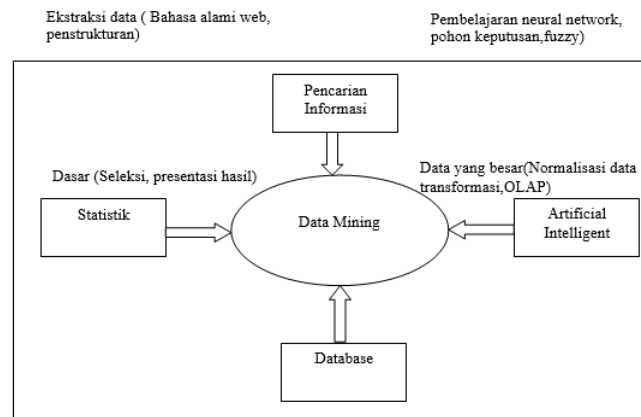 Ekstraksi data ( Bahasa alami web,
penstrukturan)
Pembelajaran neural network,
pohon keputusan,fuzzy)
Pencarian
Informasi
Dasar (Seleksi, presentasi hasil)
Data yang besar(Normalisasi data
transformasi,OLAP)
Statistik
Data Mining
Artificial
Intelligent
Database